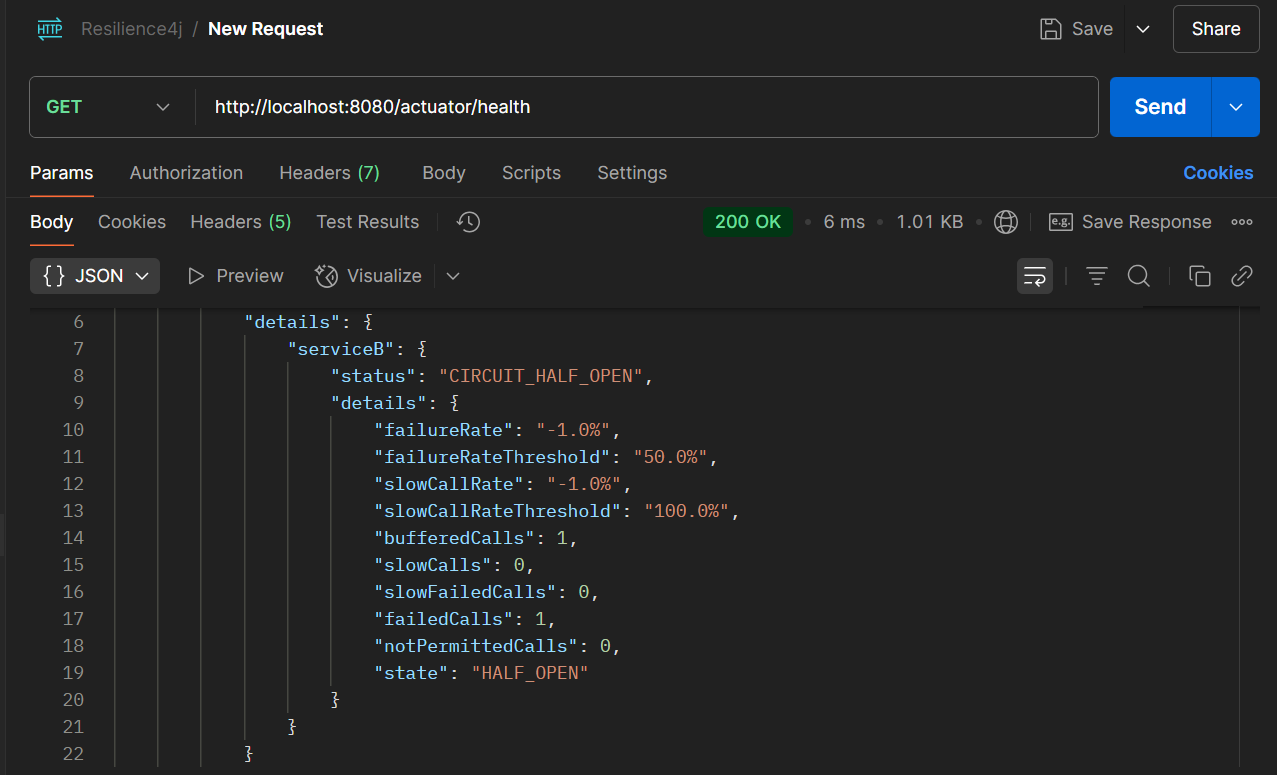 HTTP Resilience4j / New Request Save Share
GET http://localhost:8080/actuator/health Send
Params Authorization Headers (7) Body Scripts Settings Cookies
Body Cookies Headers (5) Test Results 200 OK • 6 ms • 1.01 KB • e.g. Save Response
{} JSON Preview Visualize
6 "details": {
7 "serviceB": {
8 "status": "CIRCUIT_HALF_OPEN",
9 "details": {
10 "failureRate": "-1.0%",
11 "failureRateThreshold": "50.0%",
12 "slowCallRate": "-1.0%",
13 "slowCallRateThreshold": "100.0%",
14 "bufferedCalls": 1,
15 "slowCalls": 0,
16 "slowFailedCalls": 0,
17 "failedCalls": 1,
18 "notPermittedCalls": 0,
19 "state": "HALF_OPEN"
20 }
21 }
22 }